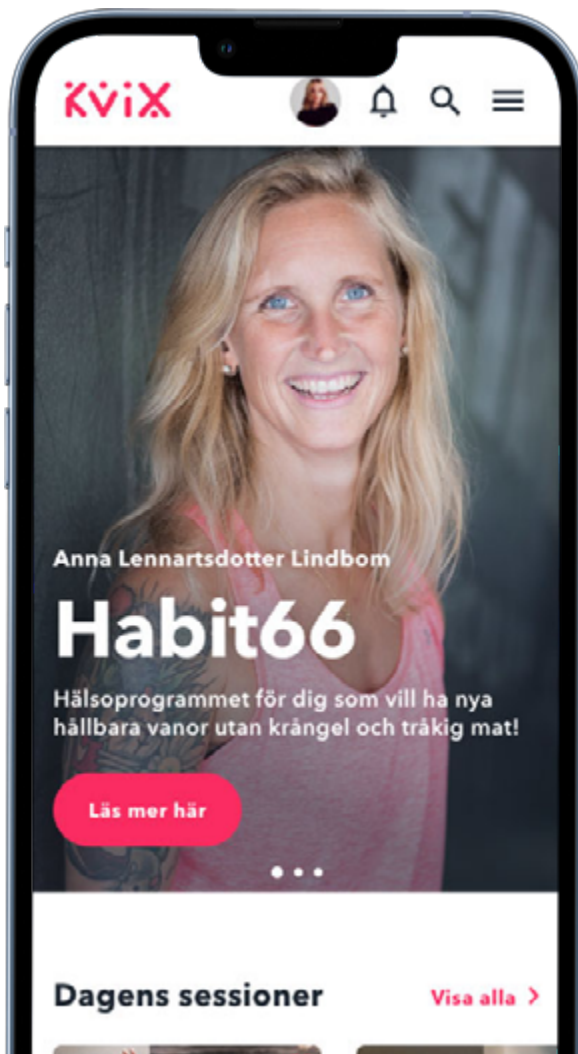 KviX
Anna Lennartsdotter Lindbom
Habit66
Hälsoprogrammet för dig som vill ha nya
hållbara vanor utan krångel och tråkig mat!
Läs mer här
Dagens sessioner
Visa alla